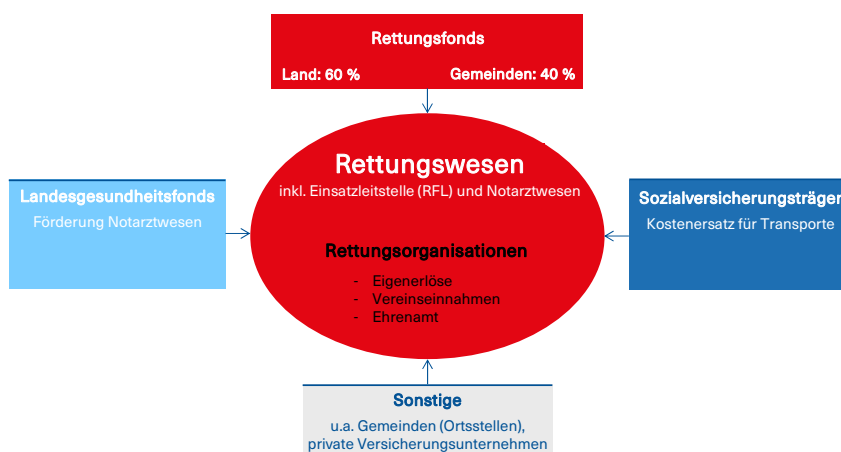 Rettungsfonds
Land: 60 %
Gemeinden: 40 %
Rettungswesen
inkl. Einsatzleitstelle (RFL) und Notarztwesen
Landesgesundheitsfonds
Förderung Notarztwesen
Sozialversicherungsträger
Kostenersatz für Transporte
Rettungsorganisationen
- Eigenerlöse
- Vereinseinnahmen
- Ehrenamt
Sonstige
u.a. Gemeinden (Ortsstellen),
private Versicherungsunternehmen